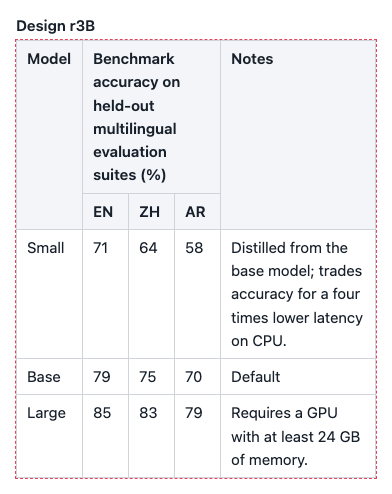 Design r3B
Model
Benchmark
accuracy on
held-out
multilingual
evaluation
suites (%)
Notes
EN ZH AR
Small 71 64 58 Distilled from the
base model; trades
accuracy for a four
times lower latency
on CPU.
Base 79 75 70 Default
Large 85 83 79 Requires a GPU
with at least 24 GB
of memory.